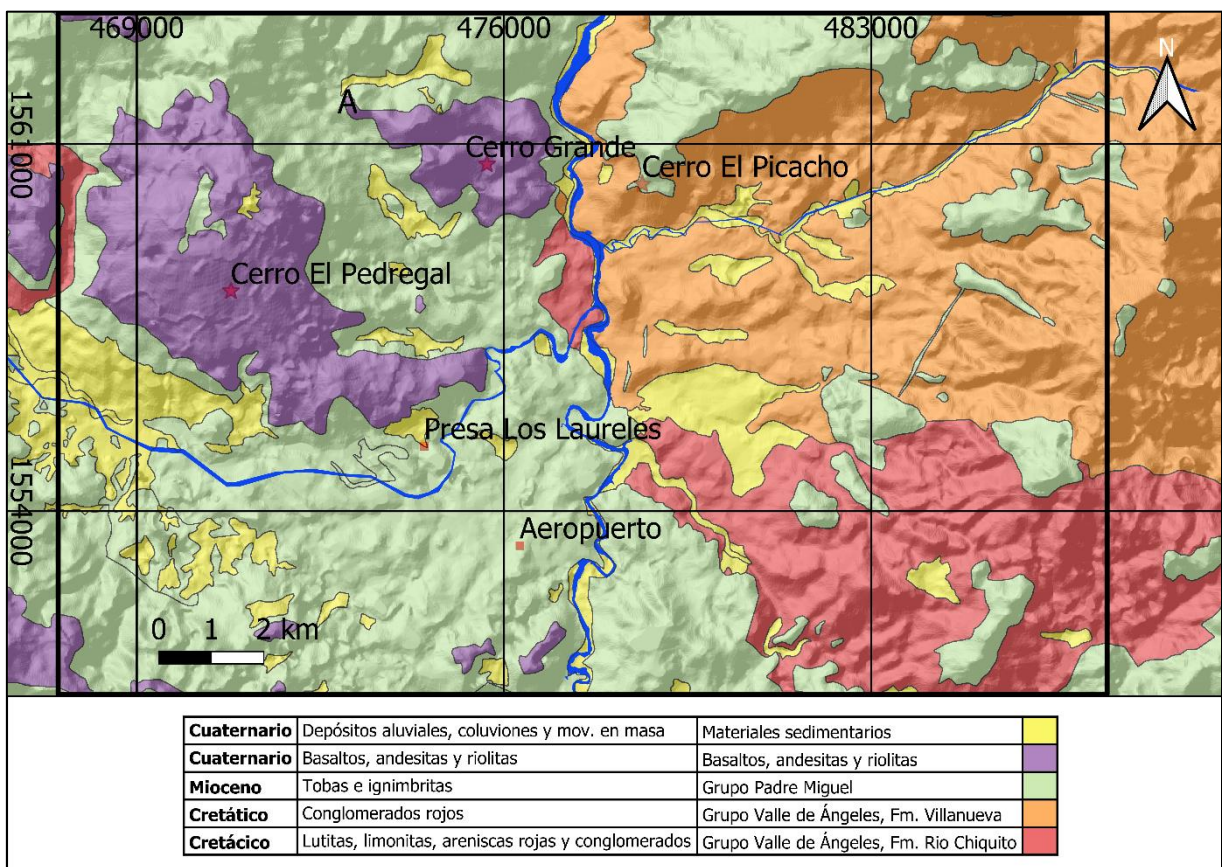 469000 476000 483000
N
A
1561000
Cerro Grande
Cerro El Picacho
Cerro El Pedregal
Presa Los Laureles
1554000
Aeropuerto
0 1 2 km
Cuaternario Depósitos aluviales, coluviones y mov. en masa Materiales sedimentarios
Cuaternario Basaltos, andesitas y riolitas Basaltos, andesitas y riolitas
Mioceno Tobas e ignimbritas Grupo Padre Miguel
Cretático Conglomerados rojos Grupo Valle de Ángeles, Fm. Villanueva
Cretácico Lutitas, limonitas, areniscas rojas y conglomerados Grupo Valle de Ángeles, Fm. Rio Chiquito